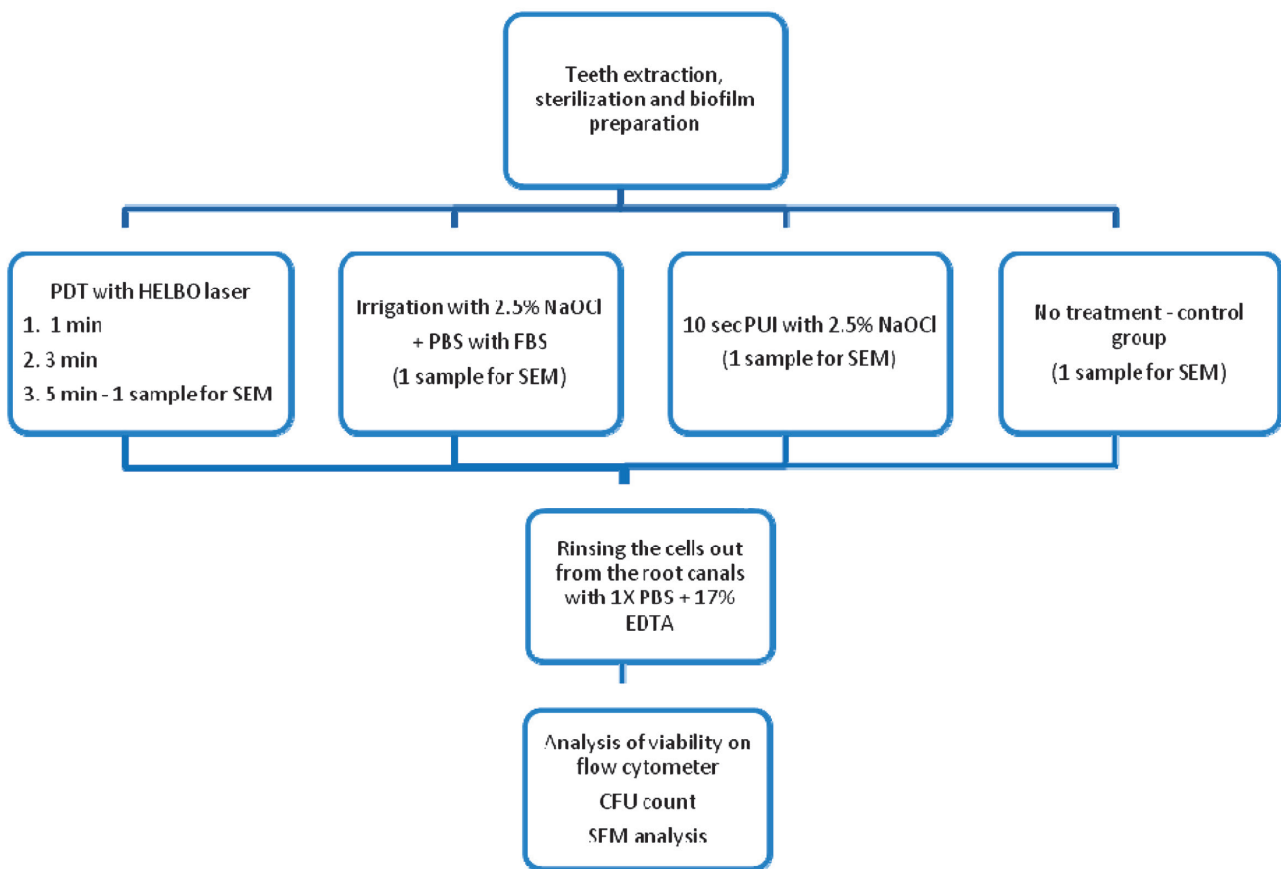 Teeth extraction,
sterilization and biofilm
preparation
PDT with HELBO laser
1. 1 min
2. 3 min
3. 5 min - 1 sample for SEM
Irrigation with 2.5% NaOCl
+ PBS with FBS
(1 sample for SEM)
10 sec PUI with 2.5% NaOCl
(1 sample for SEM)
No treatment - control
group
(1 sample for SEM)
Rinsing the cells out
from the root canals
with 1X PBS + 17%
EDTA
Analysis of viability on
flow cytometer
CFU count
SEM analysis